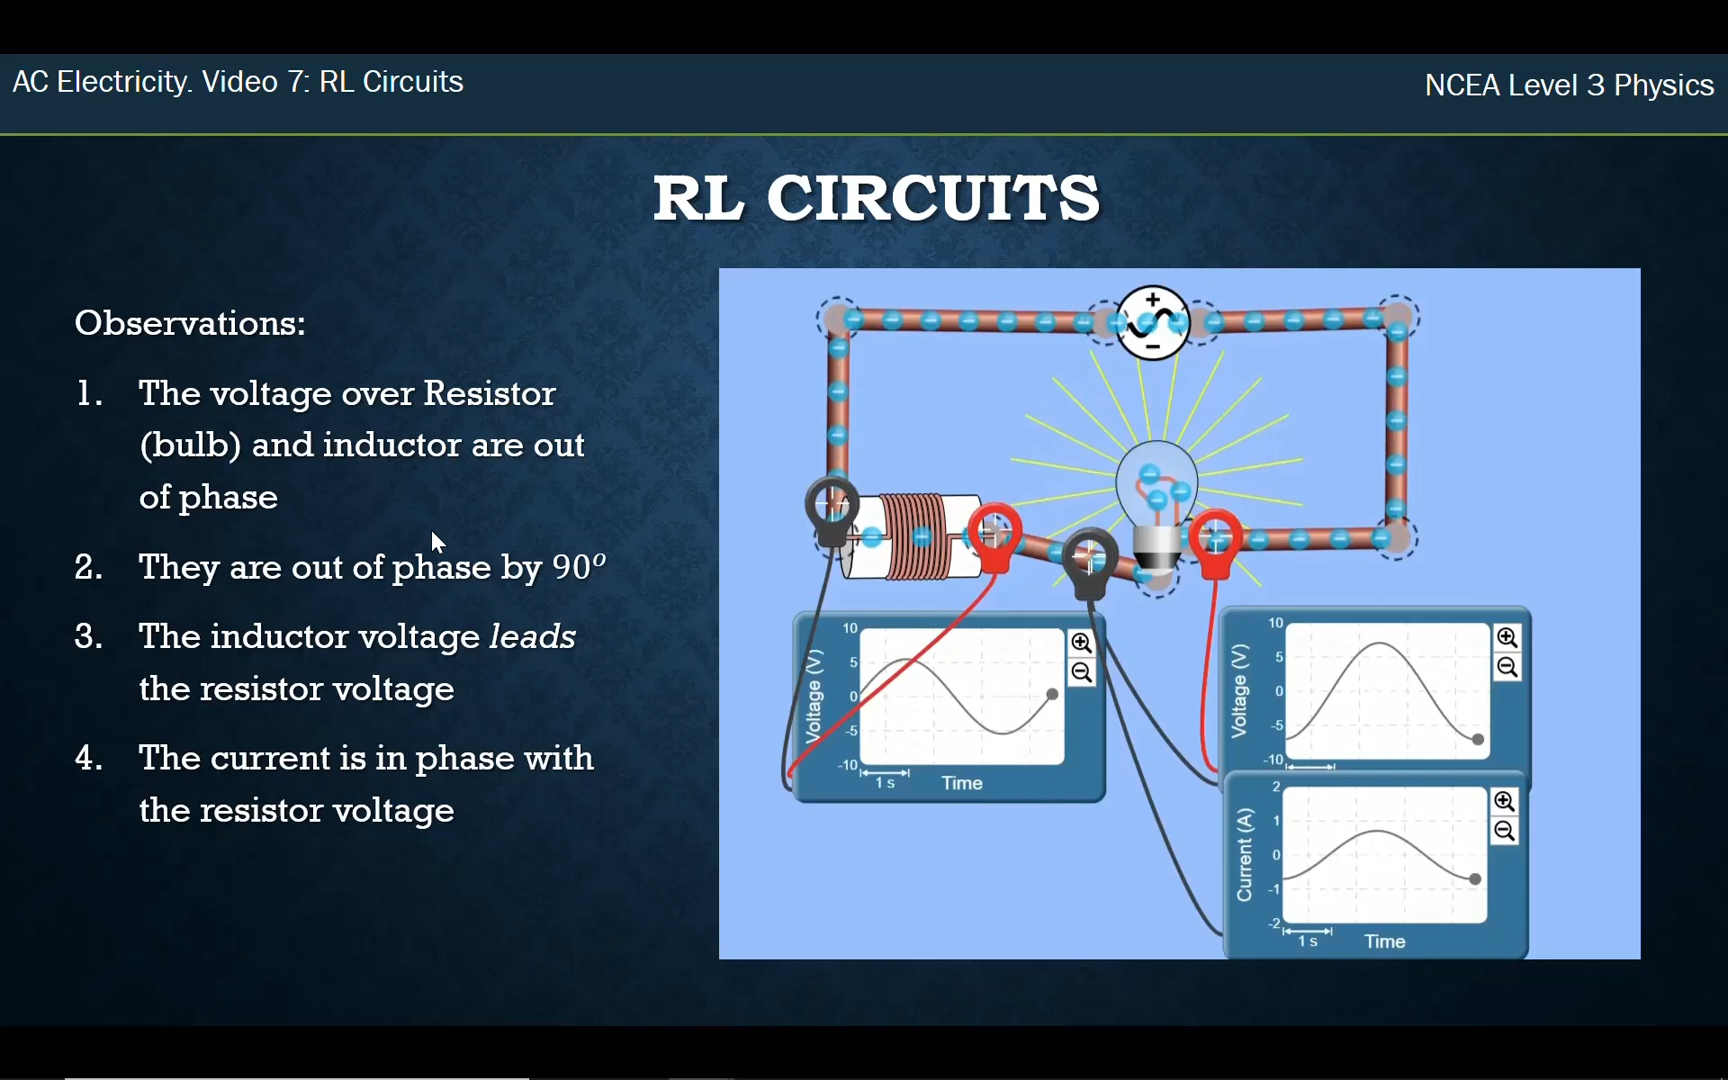 AC Electricity. Video 7: RL Circuits
NCEA Level 3 Physics
RL CIRCUITS
Observations:
1. The voltage over Resistor
(bulb) and inductor are out
of phase
2. They are out of phase by 90º
3. The inductor voltage leads
the resistor voltage
4. The current is in phase with
the resistor voltage
+
−
Voltage (V)
10
5
0
-5
-10
1 s
Time
Voltage (V)
10
5
0
-5
-10
Current (A)
2
1
0
-1
-2
1 s
Time